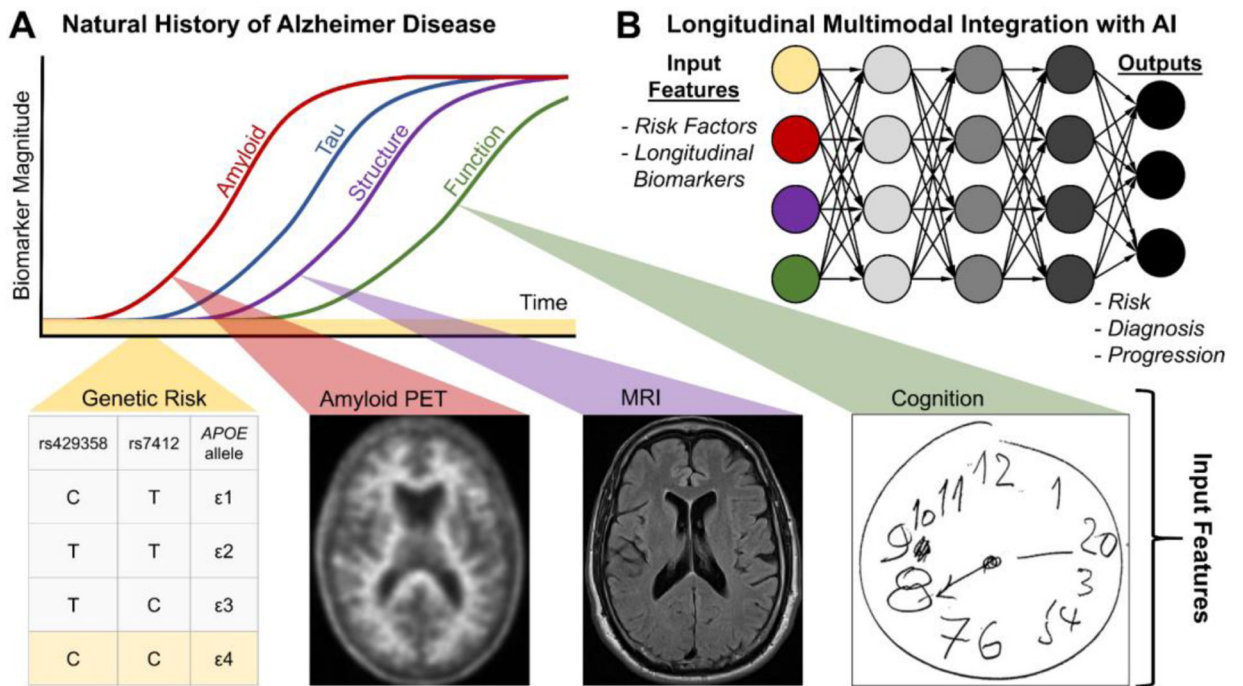 A Natural History of Alzheimer Disease
Biomarker Magnitude
Amyloid
Tau
Structure
Function
Time
B Longitudinal Multimodal Integration with AI
Input
Features
- Risk Factors
- Longitudinal
Biomarkers
Outputs
- Risk
- Diagnosis
- Progression
Genetic Risk
rs429358 rs7412 APOE allele
C T ε1
T T ε2
T C ε3
C C ε4
Amyloid PET
MRI
Cognition
12
11
1
10
20
9
3
8
4
5
7
6
Input Features